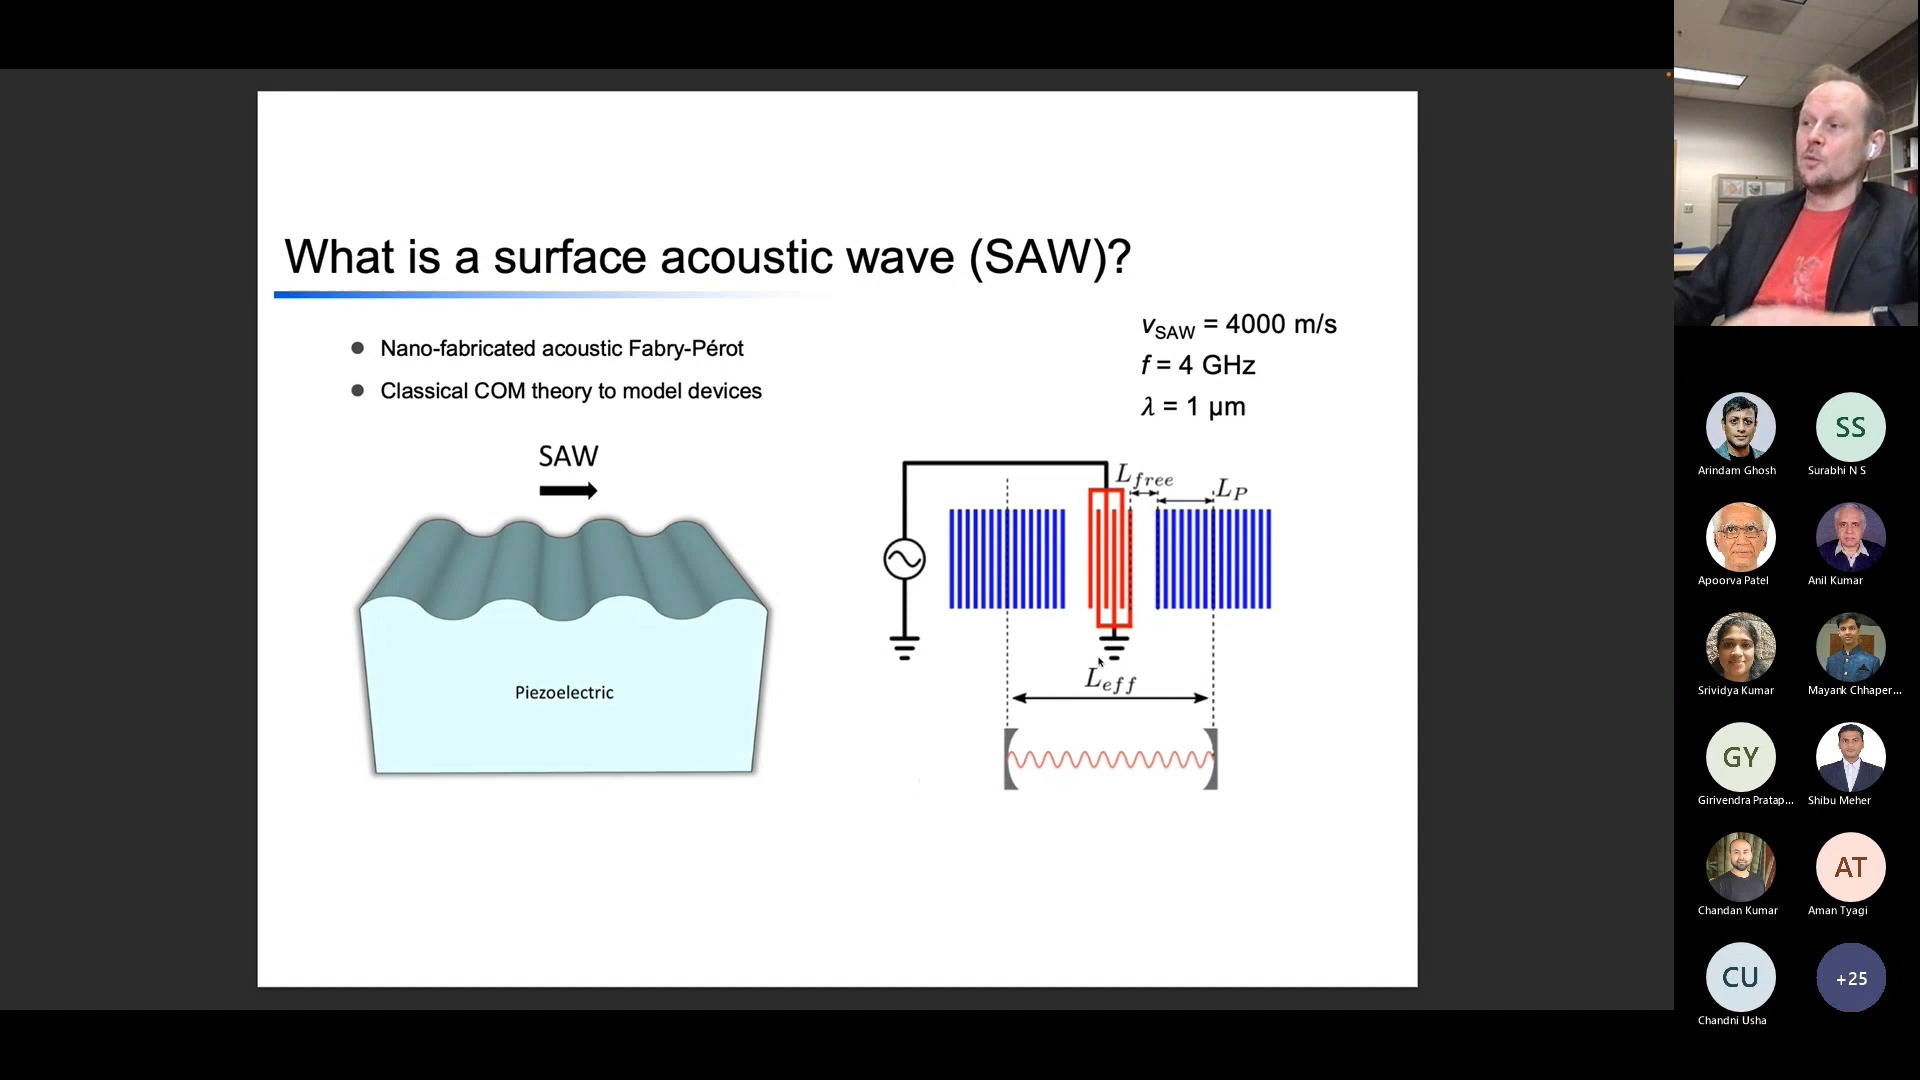 What is a surface acoustic wave (SAW)?
● Nano-fabricated acoustic Fabry-Pérot
● Classical COM theory to model devices
vSAW = 4000 m/s
f = 4 GHz
λ = 1 μm
SAW
Piezoelectric
Lfree
LP
Leff
Arindam Ghosh
SS
Surabhi N S
Apoorva Patel
Anil Kumar
Srividya Kumar
Mayank Chhaper...
GY
Girivendra Pratap...
Shibu Meher
Chandan Kumar
AT
Aman Tyagi
CU
Chandni Usha
+25